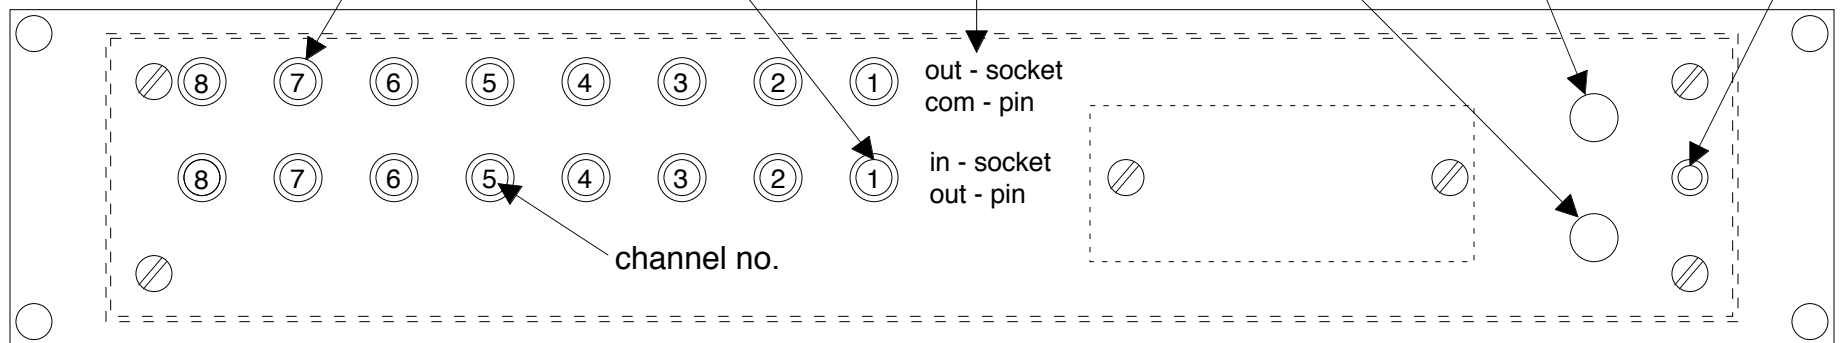 8 7 6 5 4 3 2 1 out - socket
com - pin
8 7 6 5 4 3 2 1 in - socket
out - pin
channel no.